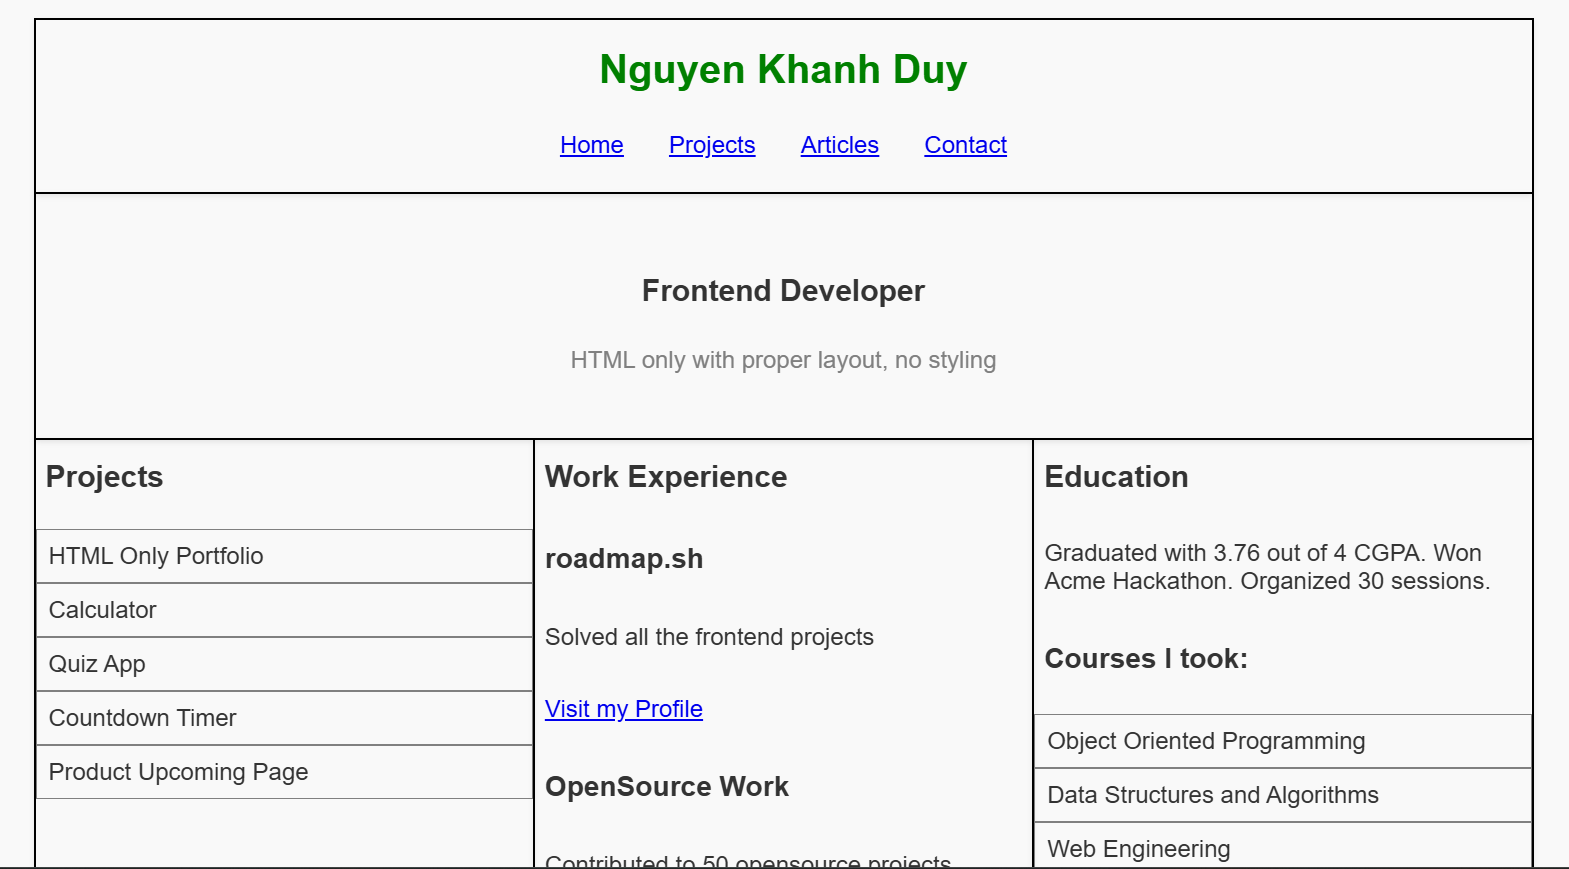 Nguyen Khanh Duy
Home Projects Articles Contact
Frontend Developer
HTML only with proper layout, no styling
Projects
HTML Only Portfolio
Calculator
Quiz App
Countdown Timer
Product Upcoming Page
Work Experience
roadmap.sh
Solved all the frontend projects
Visit my Profile
OpenSource Work
Contributed to 50 opensource projects
Education
Graduated with 3.76 out of 4 CGPA. Won
Acme Hackathon. Organized 30 sessions.
Courses I took:
Object Oriented Programming
Data Structures and Algorithms
Web Engineering